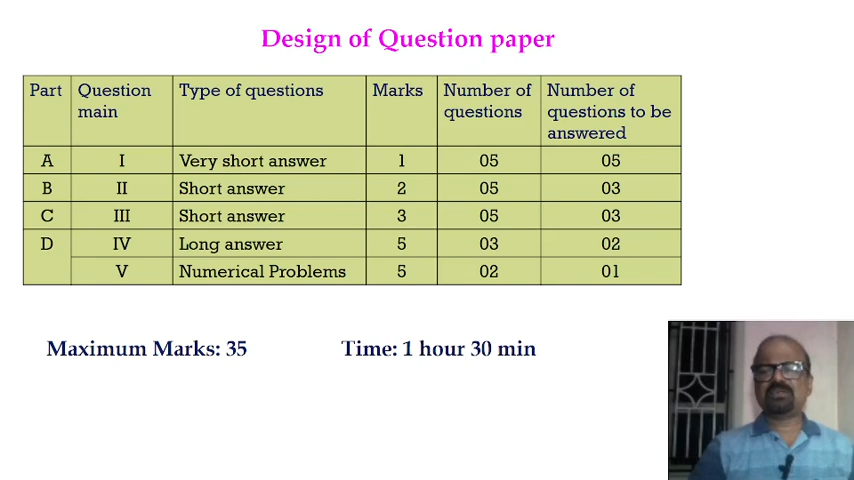 Design of Question paper
Part Question main Type of questions Marks Number of questions Number of questions to be answered
A I Very short answer 1 05 05
B II Short answer 2 05 03
C III Short answer 3 05 03
D IV Long answer 5 03 02
V Numerical Problems 5 02 01
Maximum Marks: 35 Time: 1 hour 30 min